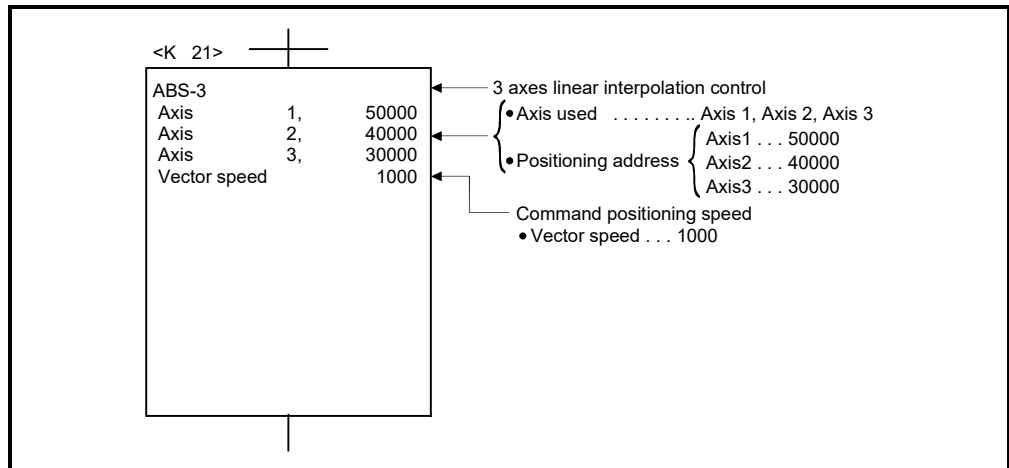 <K 21>
ABS-3
Axis 1, 50000
Axis 2, 40000
Axis 3, 30000
Vector speed 1000
3 axes linear interpolation control
• Axis used . . . . . . . .. Axis 1, Axis 2, Axis 3
• Positioning address
Axis1 . . . 50000
Axis2 . . . 40000
Axis3 . . . 30000
Command positioning speed
• Vector speed . . . 1000